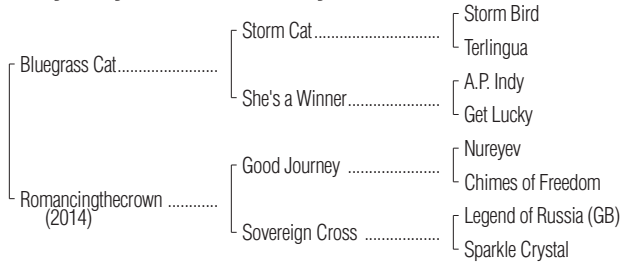 Storm Bird
Storm Cat......................
Terlingua
Bluegrass Cat......................
A.P. Indy
She's a Winner....................
Get Lucky
Nureyev
Good Journey ....................
Chimes of Freedom
Romancingthecrown ...........
(2014)
Legend of Russia (GB)
Sovereign Cross ................
Sparkle Crystal